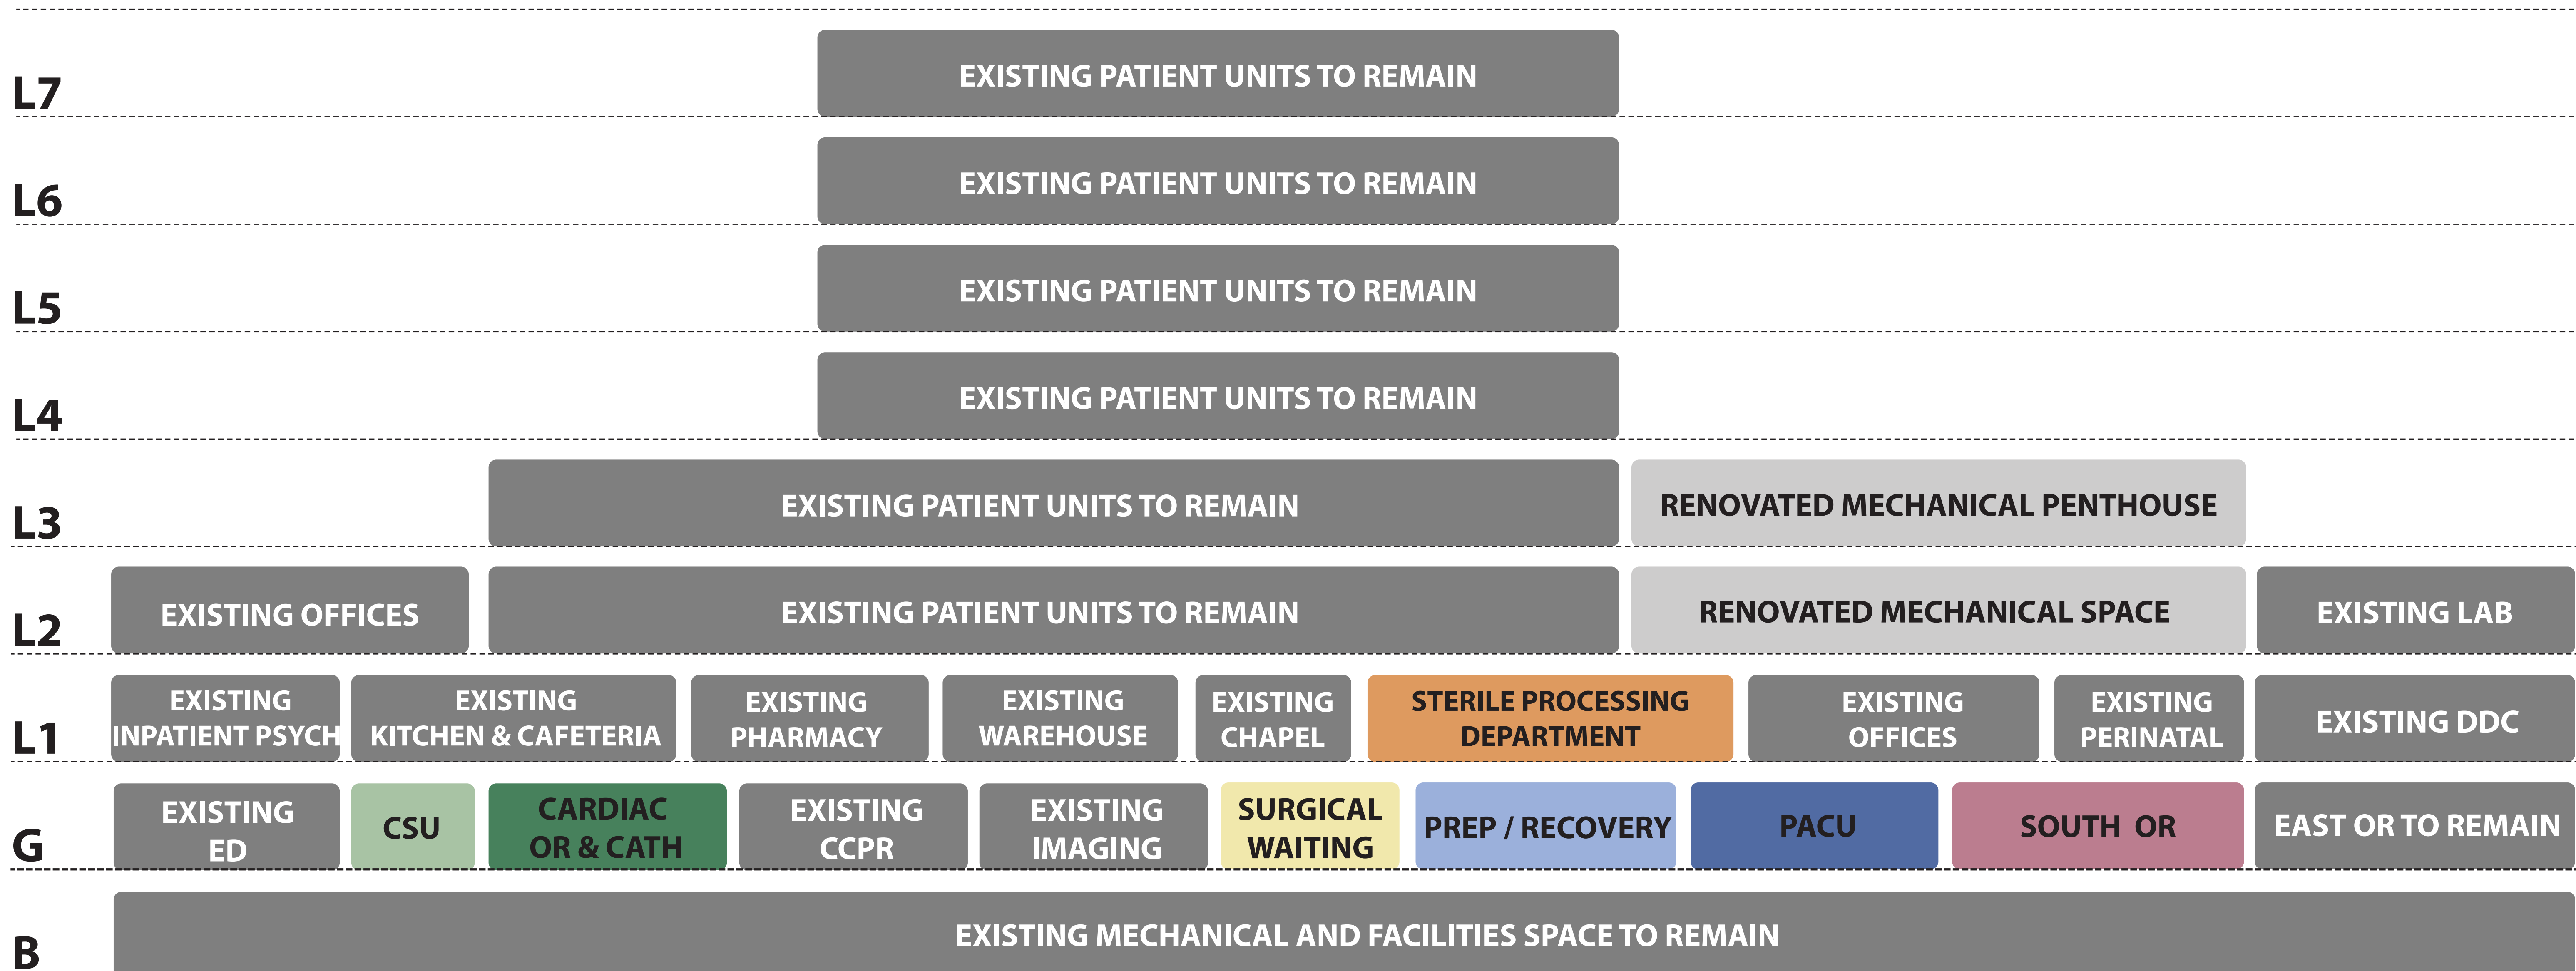 L7
EXISTING PATIENT UNITS TO REMAIN
L6
EXISTING PATIENT UNITS TO REMAIN
L5
EXISTING PATIENT UNITS TO REMAIN
L4
EXISTING PATIENT UNITS TO REMAIN
L3
EXISTING PATIENT UNITS TO REMAIN
RENOVATED MECHANICAL PENTHOUSE
L2
EXISTING OFFICES
EXISTING PATIENT UNITS TO REMAIN
RENOVATED MECHANICAL SPACE
EXISTING LAB
L1
EXISTING
INPATIENT PSYCH
EXISTING
KITCHEN & CAFETERIA
EXISTING
PHARMACY
EXISTING
WAREHOUSE
EXISTING
CHAPEL
STERILE PROCESSING
DEPARTMENT
EXISTING
OFFICES
EXISTING
PERINATAL
EXISTING DDC
G
EXISTING
ED
CSU
CARDIAC
OR & CATH
EXISTING
CCPR
EXISTING
IMAGING
SURGICAL
WAITING
PREP / RECOVERY
PACU
SOUTH OR
EAST OR TO REMAIN
B
EXISTING MECHANICAL AND FACILITIES SPACE TO REMAIN